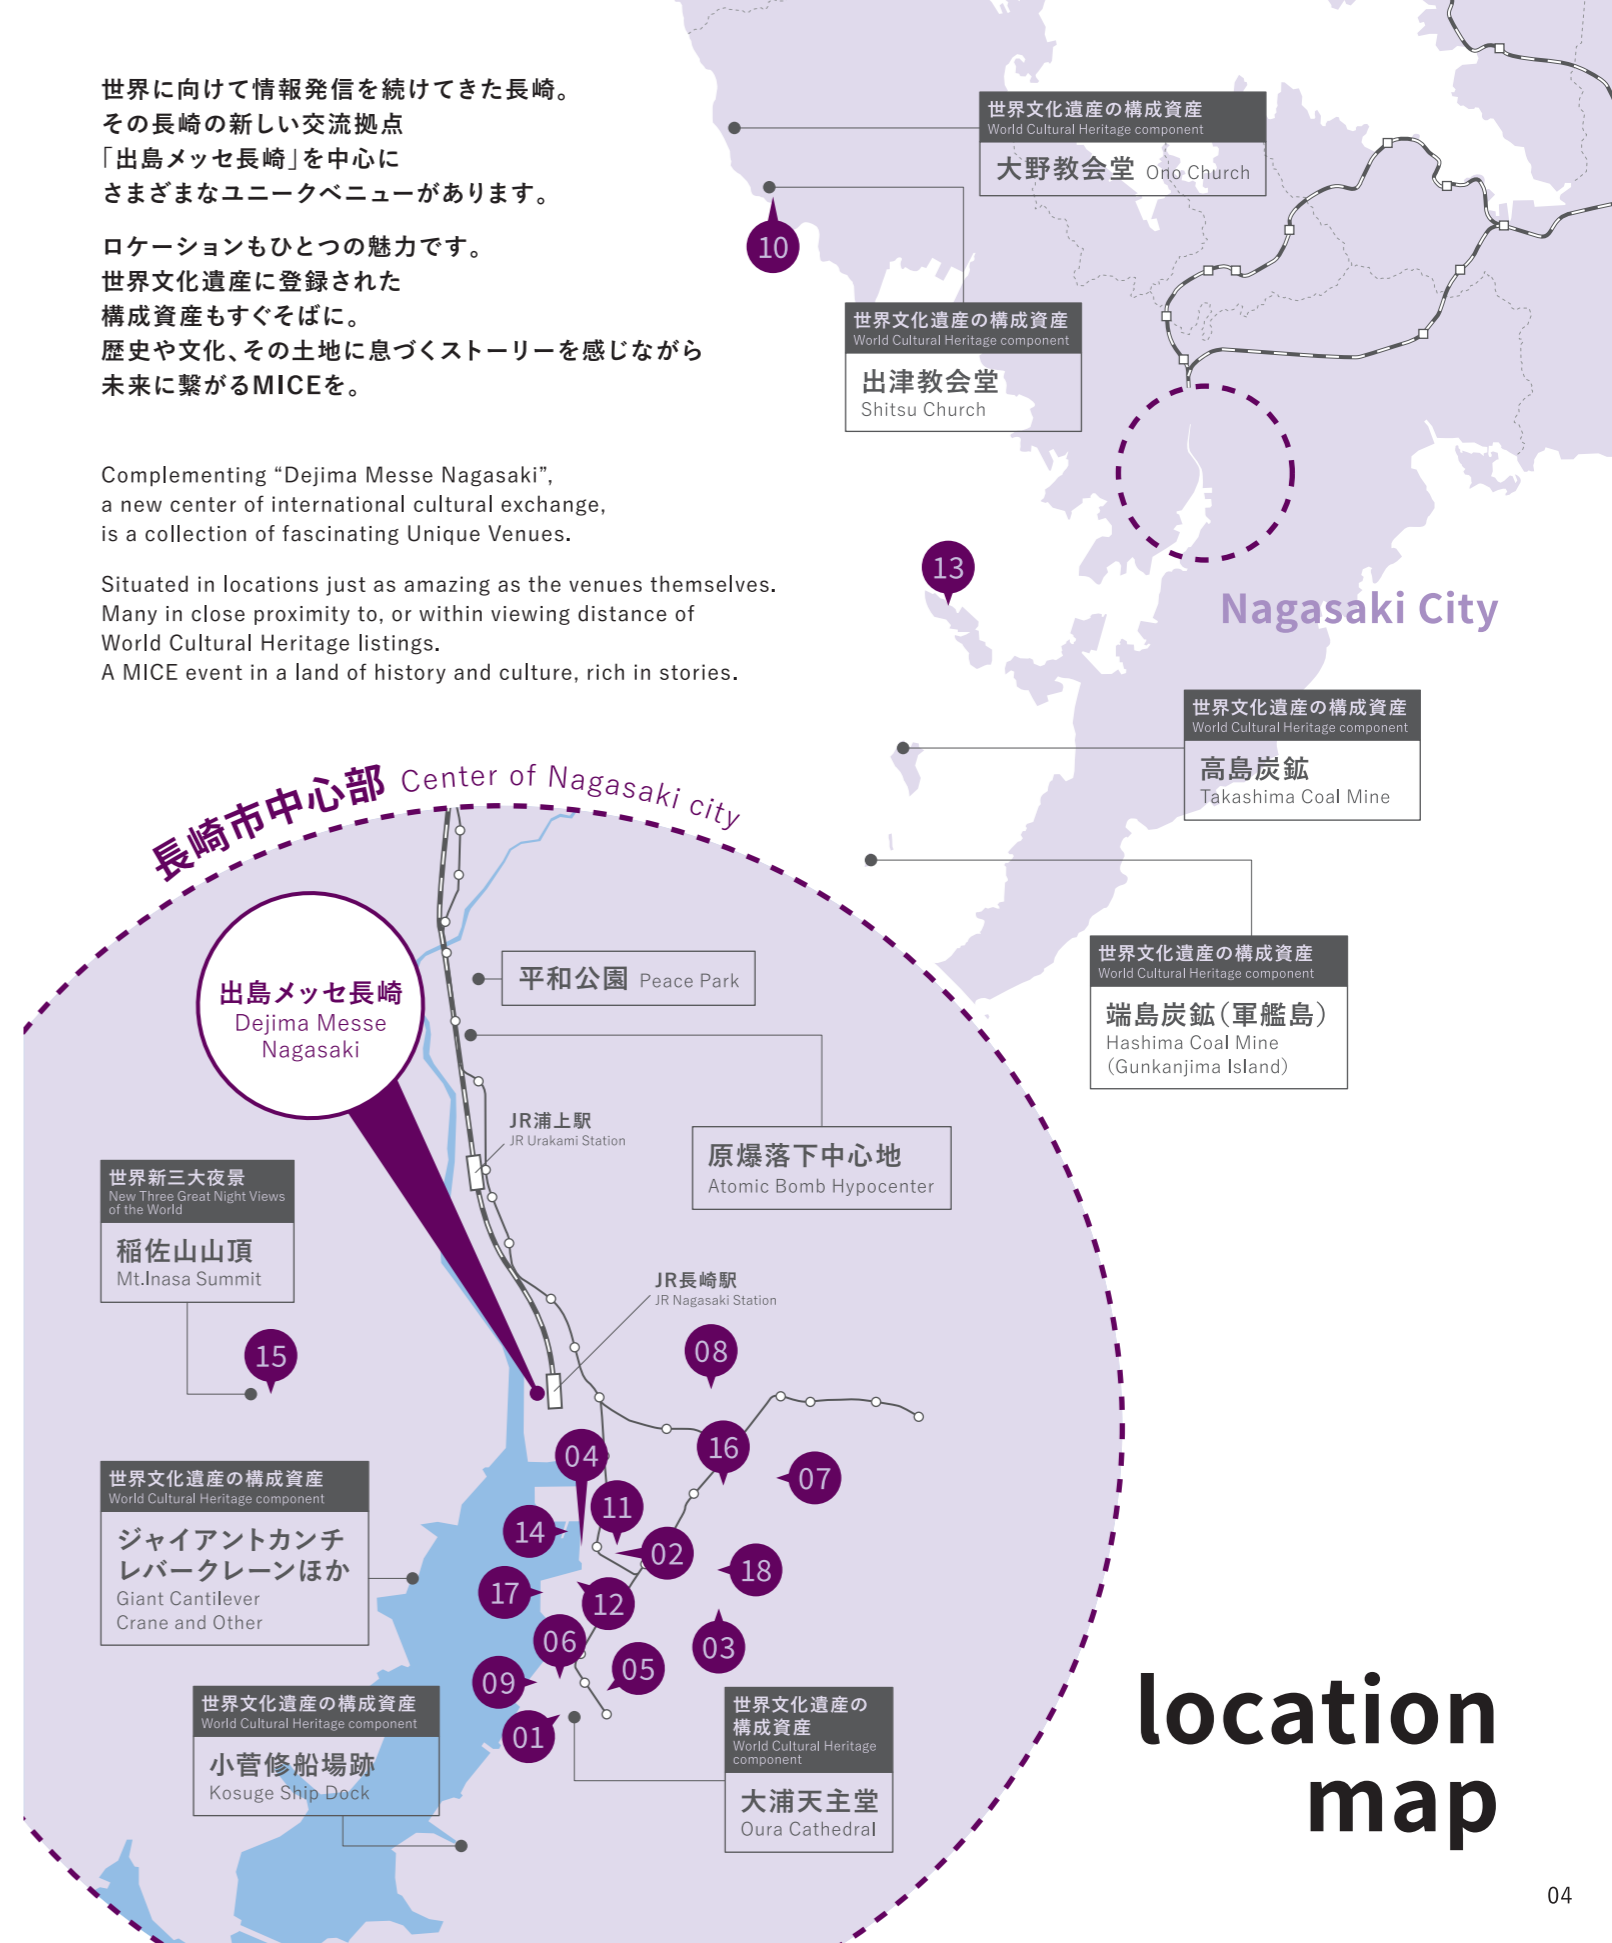 世界に向けて情報発信を続けてきた長崎。
その長崎の新しい交流拠点
「出島メッセ長崎」を中心に
さまざまなユニークベニューがあります。
ロケーションもひとつの魅力です。
世界文化遺産に登録された
構成資産もすぐそばに。
歴史や文化、その土地に息づくストーリーを感じながら
未来に繋がるMICEを。
Complementing “Dejima Messe Nagasaki”,
a new center of international cultural exchange,
is a collection of fascinating Unique Venues.
Situated in locations just as amazing as the venues themselves.
Many in close proximity to, or within viewing distance of
World Cultural Heritage listings.
A MICE event in a land of history and culture, rich in stories.
世界文化遺産の構成資産
World Cultural Heritage component
大野教会堂 Ono Church
10
世界文化遺産の構成資産
World Cultural Heritage component
出津教会堂
Shitsu Church
13
Nagasaki City
世界文化遺産の構成資産
World Cultural Heritage component
高島炭鉱
Takashima Coal Mine
世界文化遺産の構成資産
World Cultural Heritage component
端島炭鉱（軍艦島）
Hashima Coal Mine
（Gunkanjima Island）
長崎市中心部 Center of Nagasaki city
出島メッセ長崎
Dejima Messe
Nagasaki
平和公園 Peace Park
JR浦上駅
JR Urakami Station
原爆落下中心地
Atomic Bomb Hypocenter
世界新三大夜景
New Three Great Night Views
of the World
稲佐山山頂
Mt.Inasa Summit
JR長崎駅
JR Nagasaki Station
15
08
04
16
07
11
14
02
18
17
12
06
03
05
09
01
世界文化遺産の構成資産
World Cultural Heritage component
ジャイアントカンチ
レバークレーンほか
Giant Cantilever
Crane and Other
世界文化遺産の構成資産
World Cultural Heritage component
小菅修船場跡
Kosuge Ship Dock
世界文化遺産の
構成資産
World Cultural Heritage
component
大浦天主堂
Oura Cathedral
location
map
04